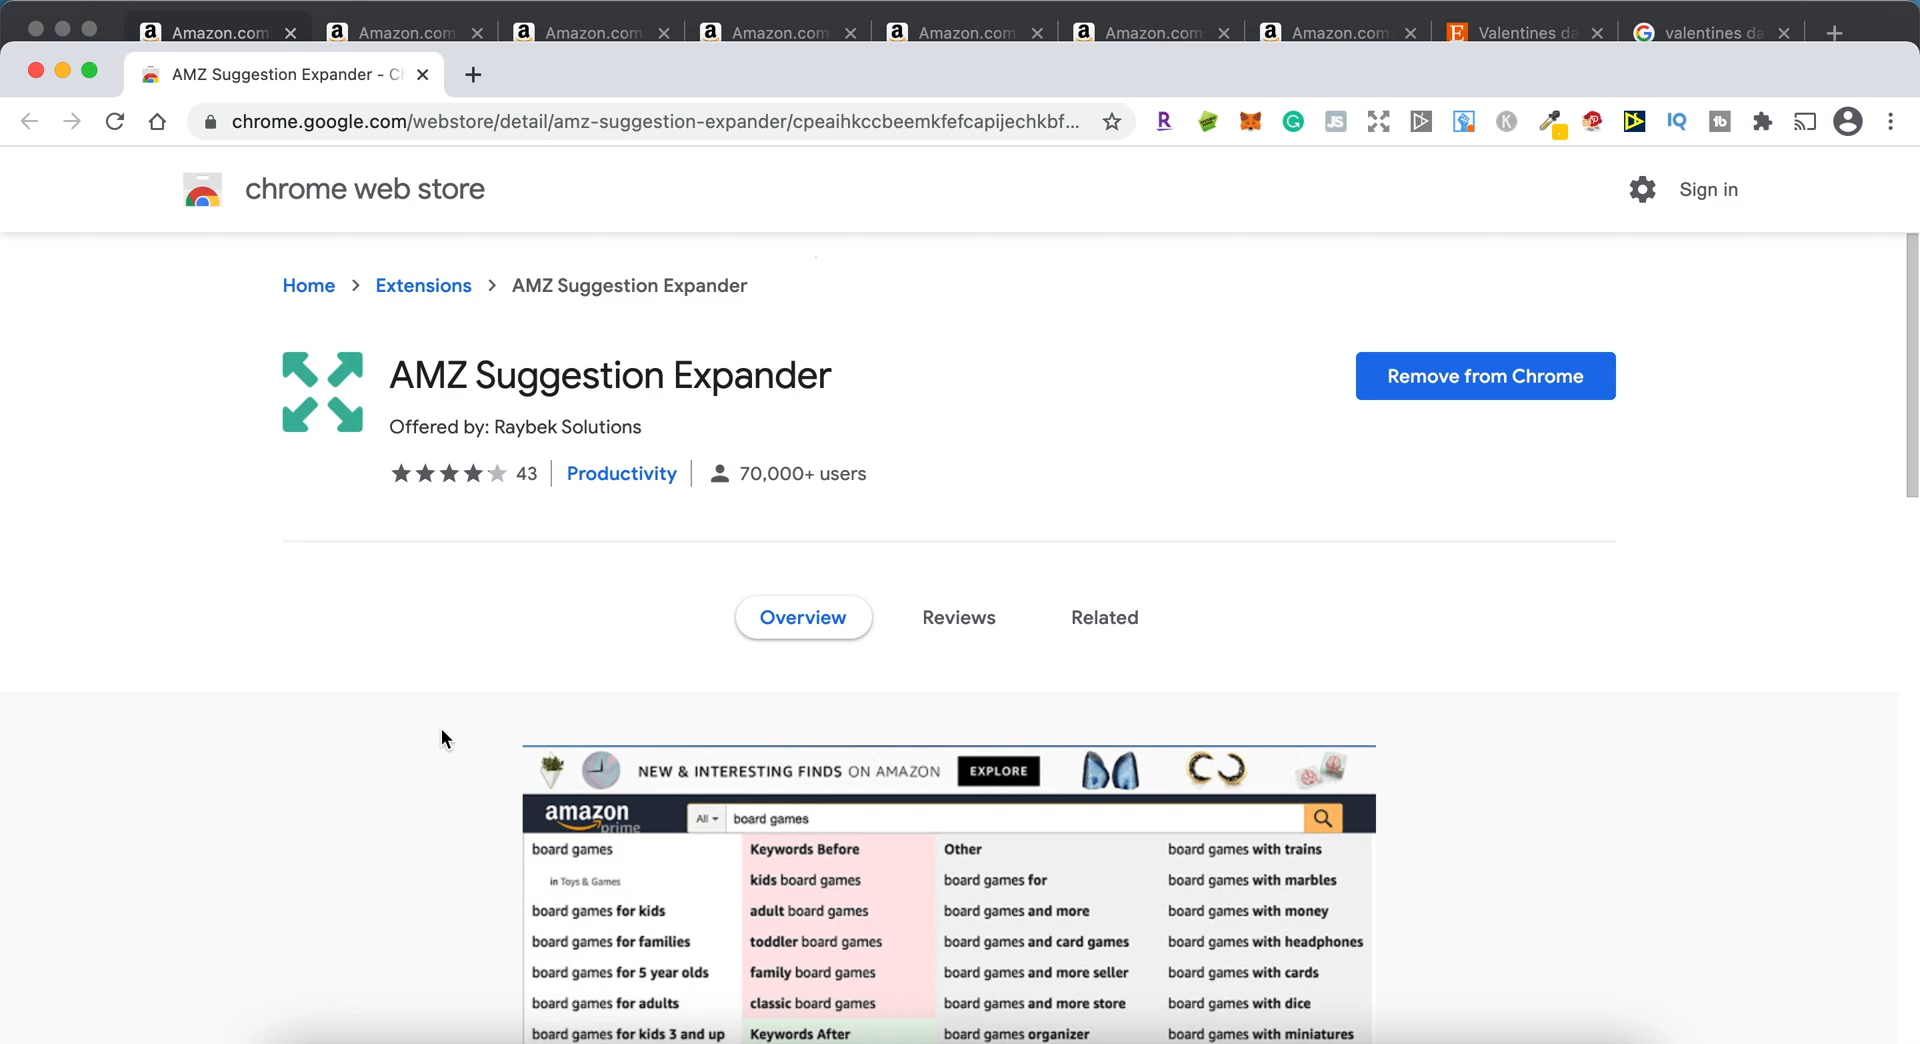 Amazon.com Amazon.com Amazon.com Amazon.com Amazon.com Amazon.com Amazon.com Valentines da valentines da
AMZ Suggestion Expander - Ch
chrome.google.com/webstore/detail/amz-suggestion-expander/cpeaihkccbeemkfefcapijechkbf...
chrome web store
Sign in
Home > Extensions > AMZ Suggestion Expander
AMZ Suggestion Expander
Remove from Chrome
Offered by: Raybek Solutions
43 Productivity 70,000+ users
Overview Reviews Related
NEW & INTERESTING FINDS ON AMAZON EXPLORE
amazon prime
All board games
board games Keywords Before Other board games with trains
in Toys & Games kids board games board games for board games with marbles
board games for kids adult board games board games and more board games with money
board games for families toddler board games board games and card games board games with headphones
board games for 5 year olds family board games board games and more seller board games with cards
board games for adults classic board games board games and more store board games with dice
board games for kids 3 and up Keywords After board games organizer board games with miniatures